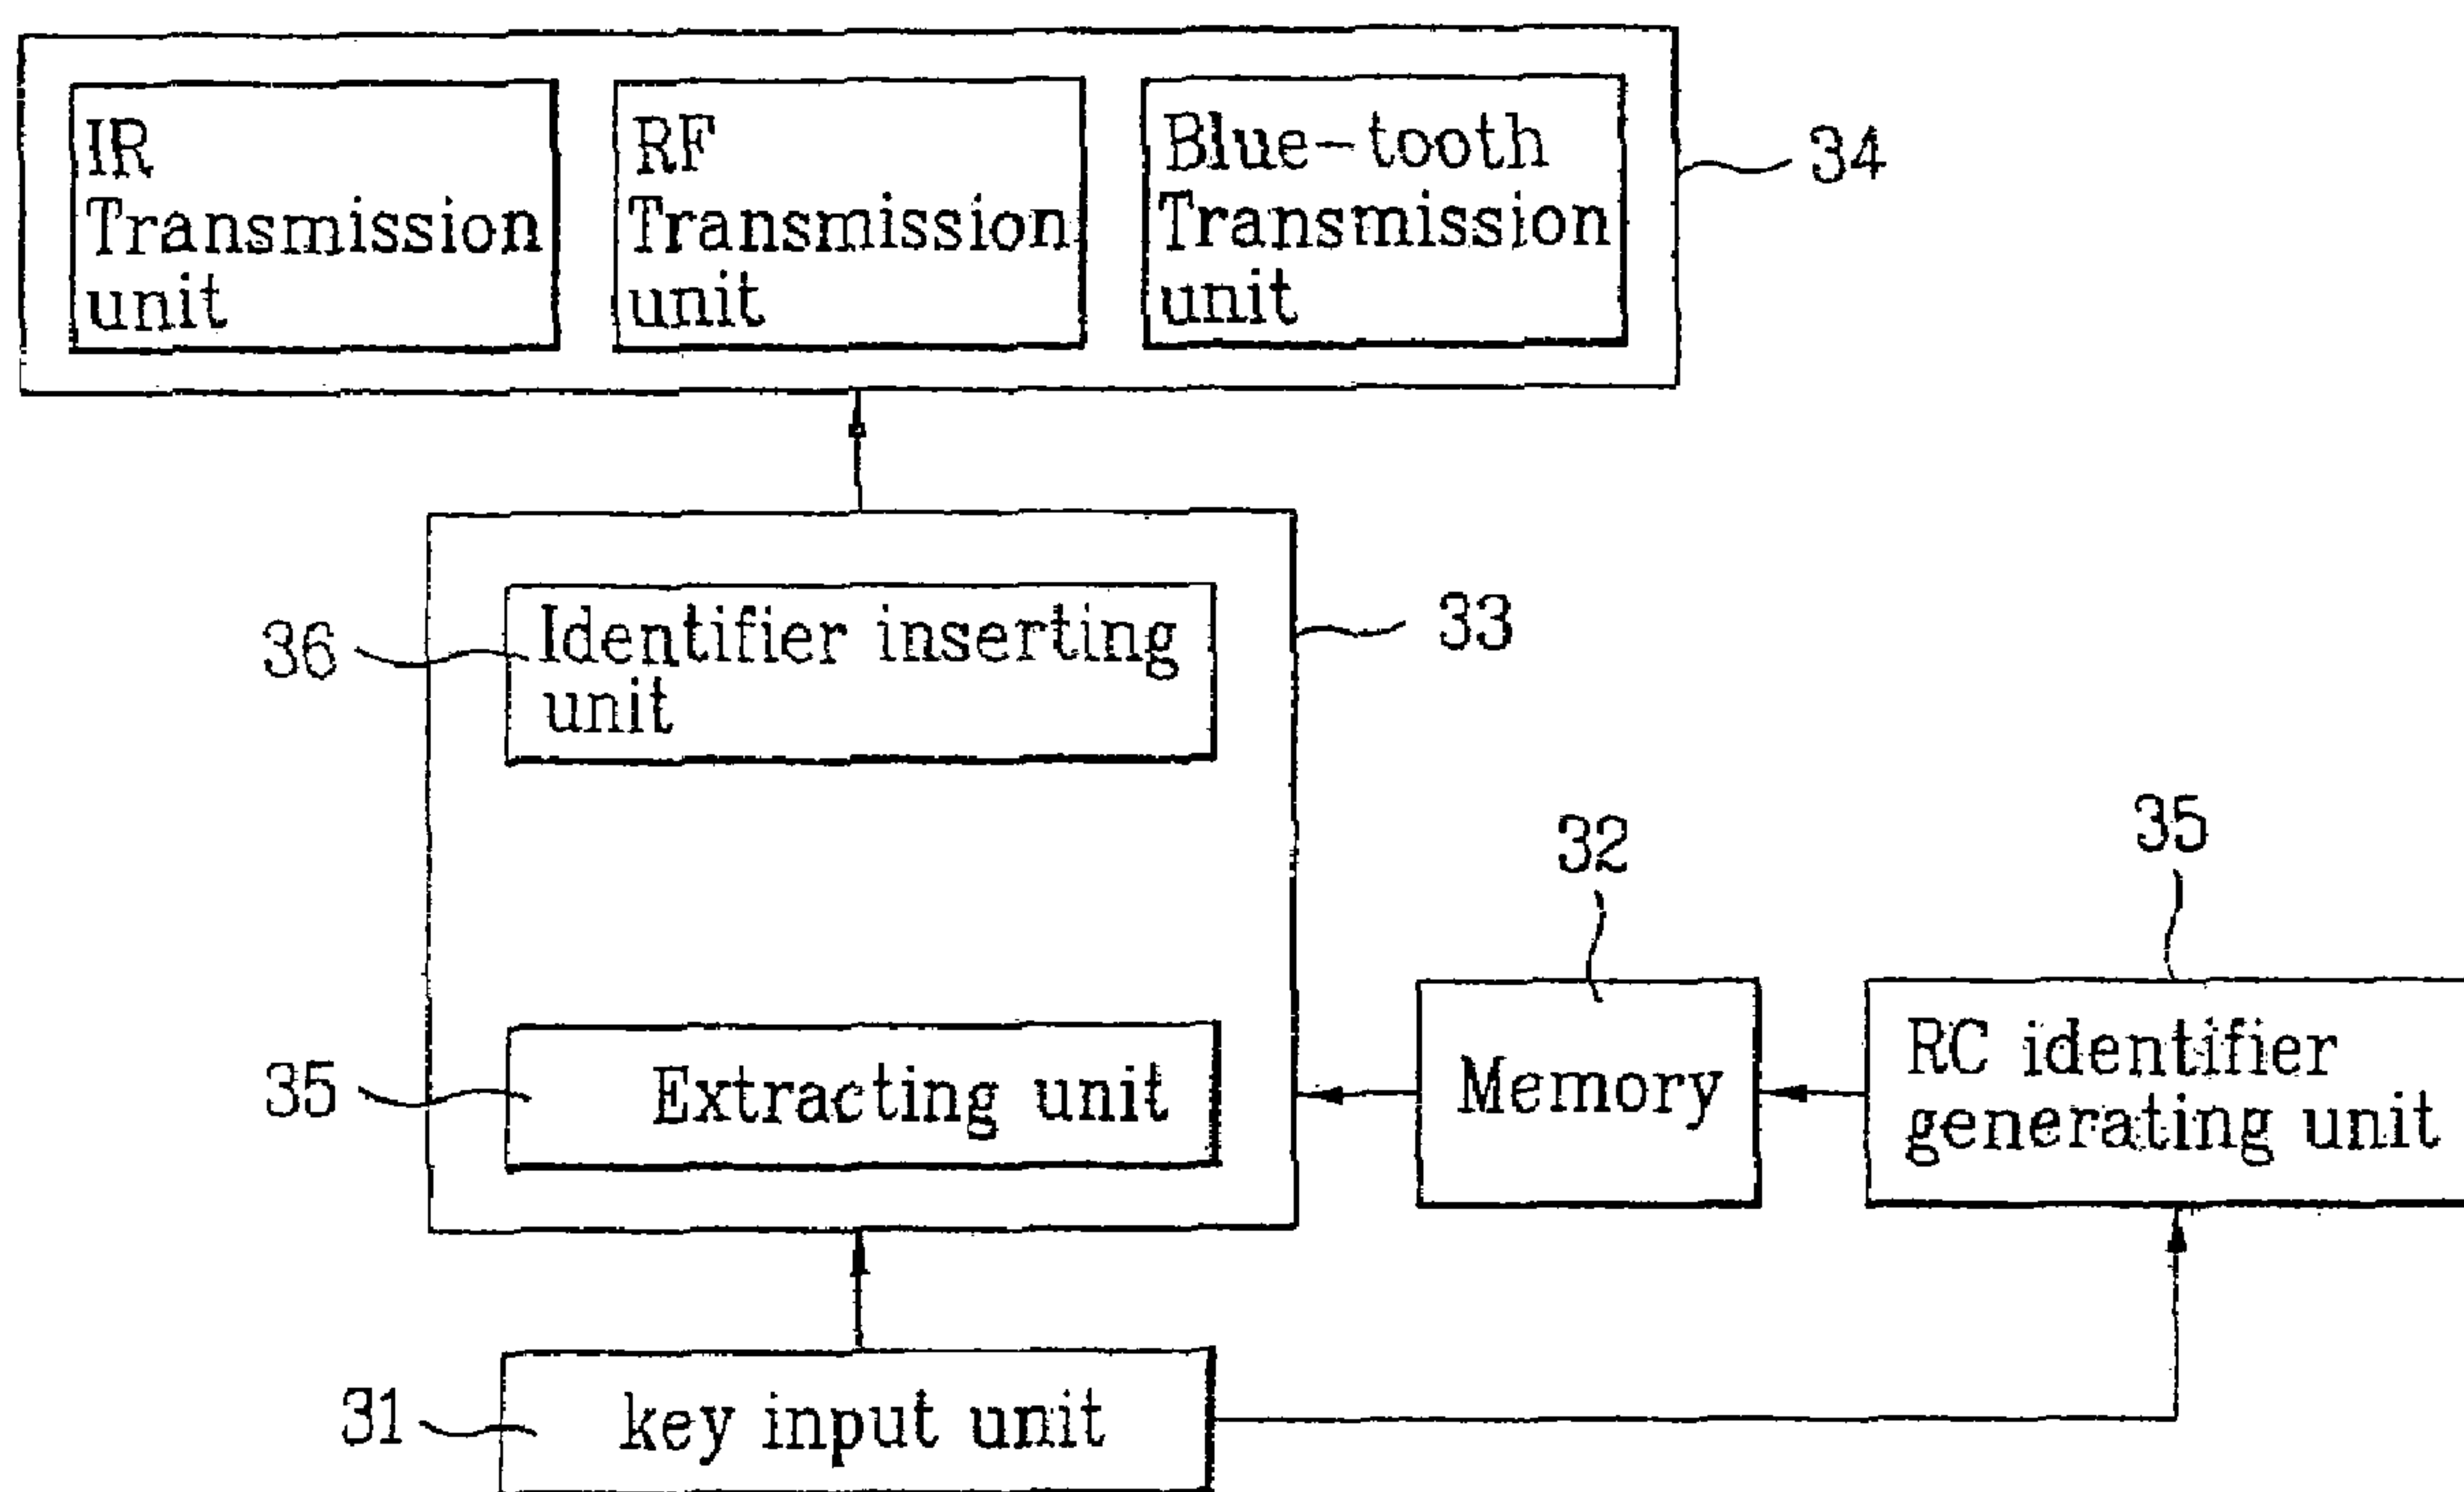 IR
Transmission
unit
RF
Transmission
unit
Blue-tooth
Transmission
unit
34
36
Identifier inserting
unit
33
32
35
35
Extracting unit
Memory
RC identifier
generating unit
31
key input unit